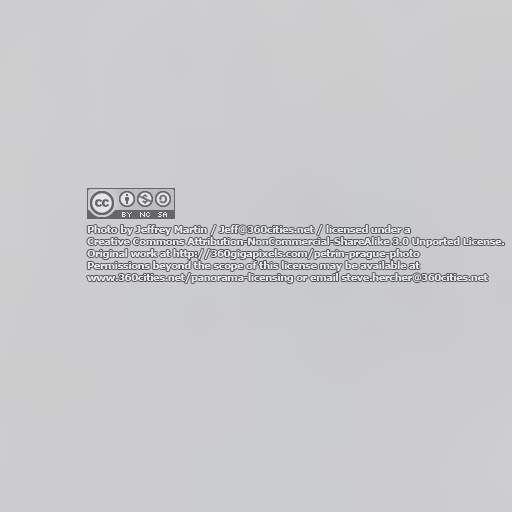 cc
BY NC SA
Photo by Jeffrey Martin / Jeff@360cities.net / licensed under a
Creative Commons Attribution-NonCommercial-ShareAlike 3.0 Unported License.
Original work at http://360gigapixels.com/petrin-prague-photo
Permissions beyond the scope of this license may be available at
www.360cities.net/panorama-licensing or email steve.hercher@360cities.net